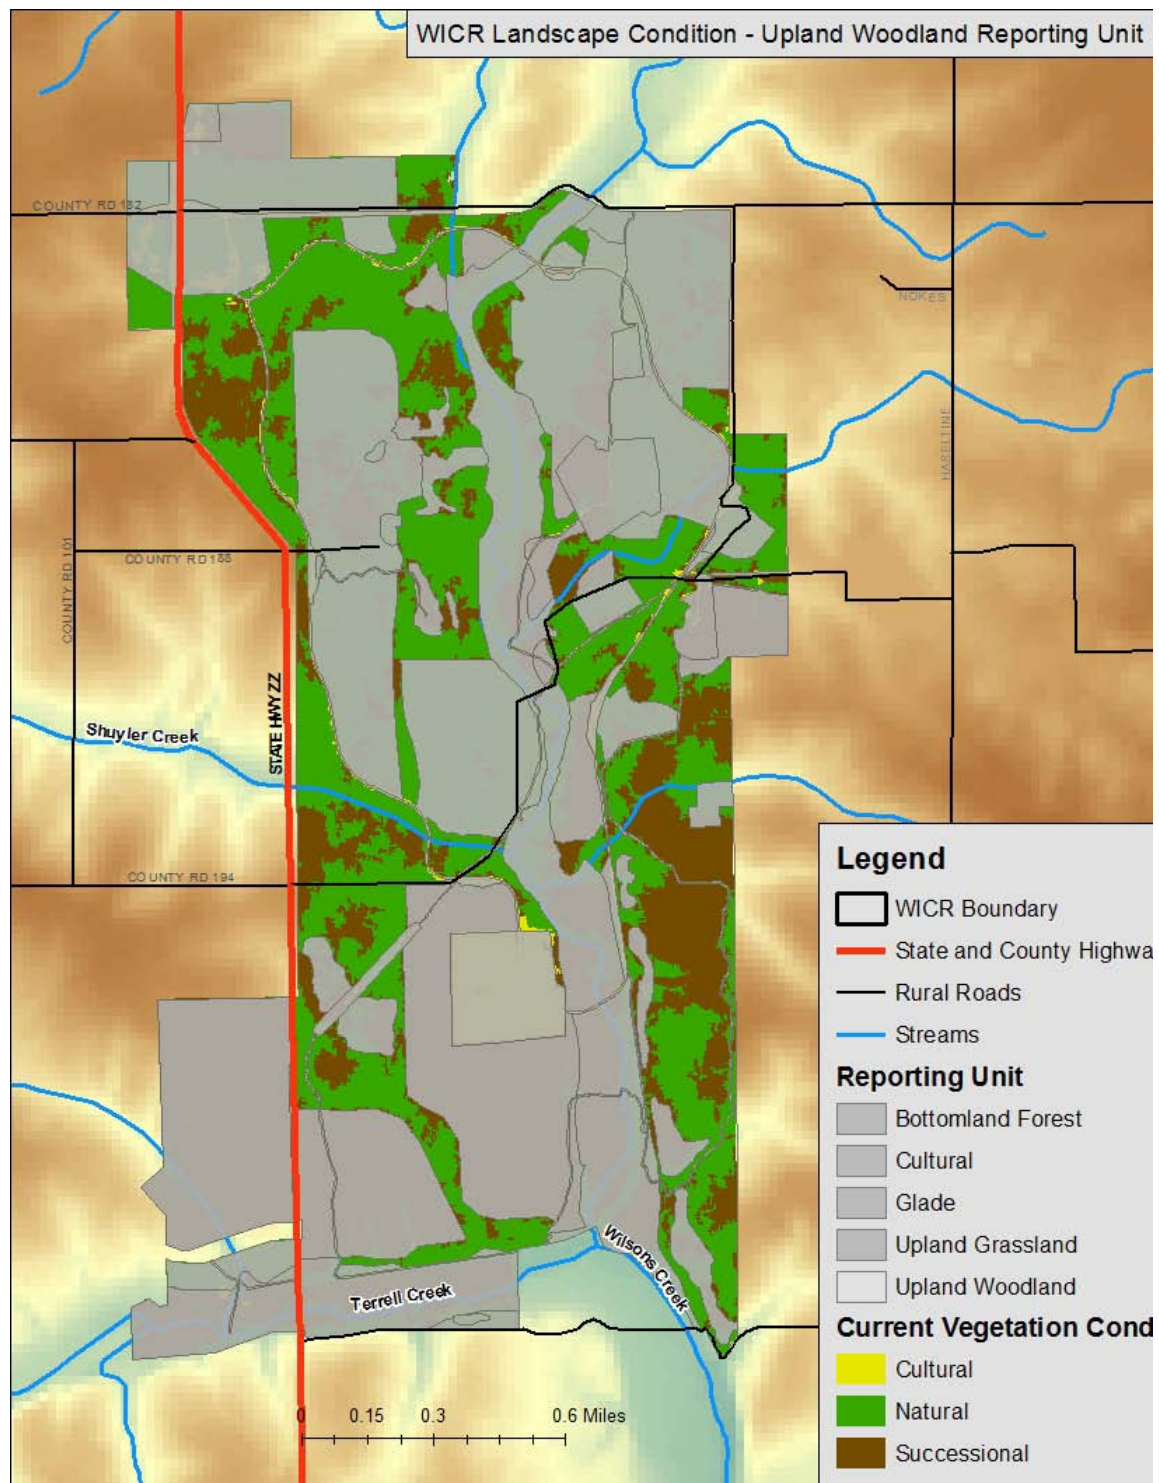 WICR Landscape Condition - Upland Woodland Reporting Unit
COUNTY RD 182
NOKES
HASELTINE
COUNTY RD 101
COUNTY RD 188
STATE HWY ZZ
Shuyler Creek
COUNTY RD 194
Wilsons Creek
Terrell Creek
0 0.15 0.3 0.6 Miles
Legend
WICR Boundary
State and County Highwa
Rural Roads
Streams
Reporting Unit
Bottomland Forest
Cultural
Glade
Upland Grassland
Upland Woodland
Current Vegetation Cond
Cultural
Natural
Successional